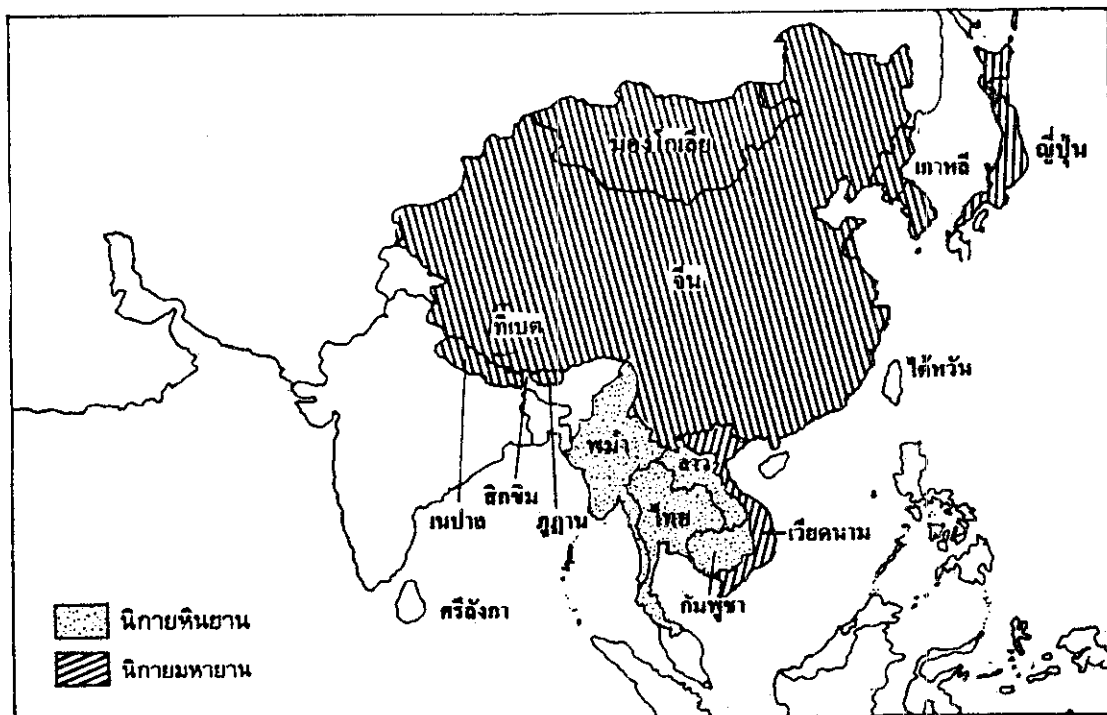 มองโกเลีย
เกาหลี
ญี่ปุ่น
จีน
ทิเบต
ไต้หวัน
พม่า
ลาว
สิกขิม
เนปาล
ภูฏาน
ไทย
เวียดนาม
กัมพูชา
ศรีลังกา
นิกายหินยาน
นิกายมหายาน